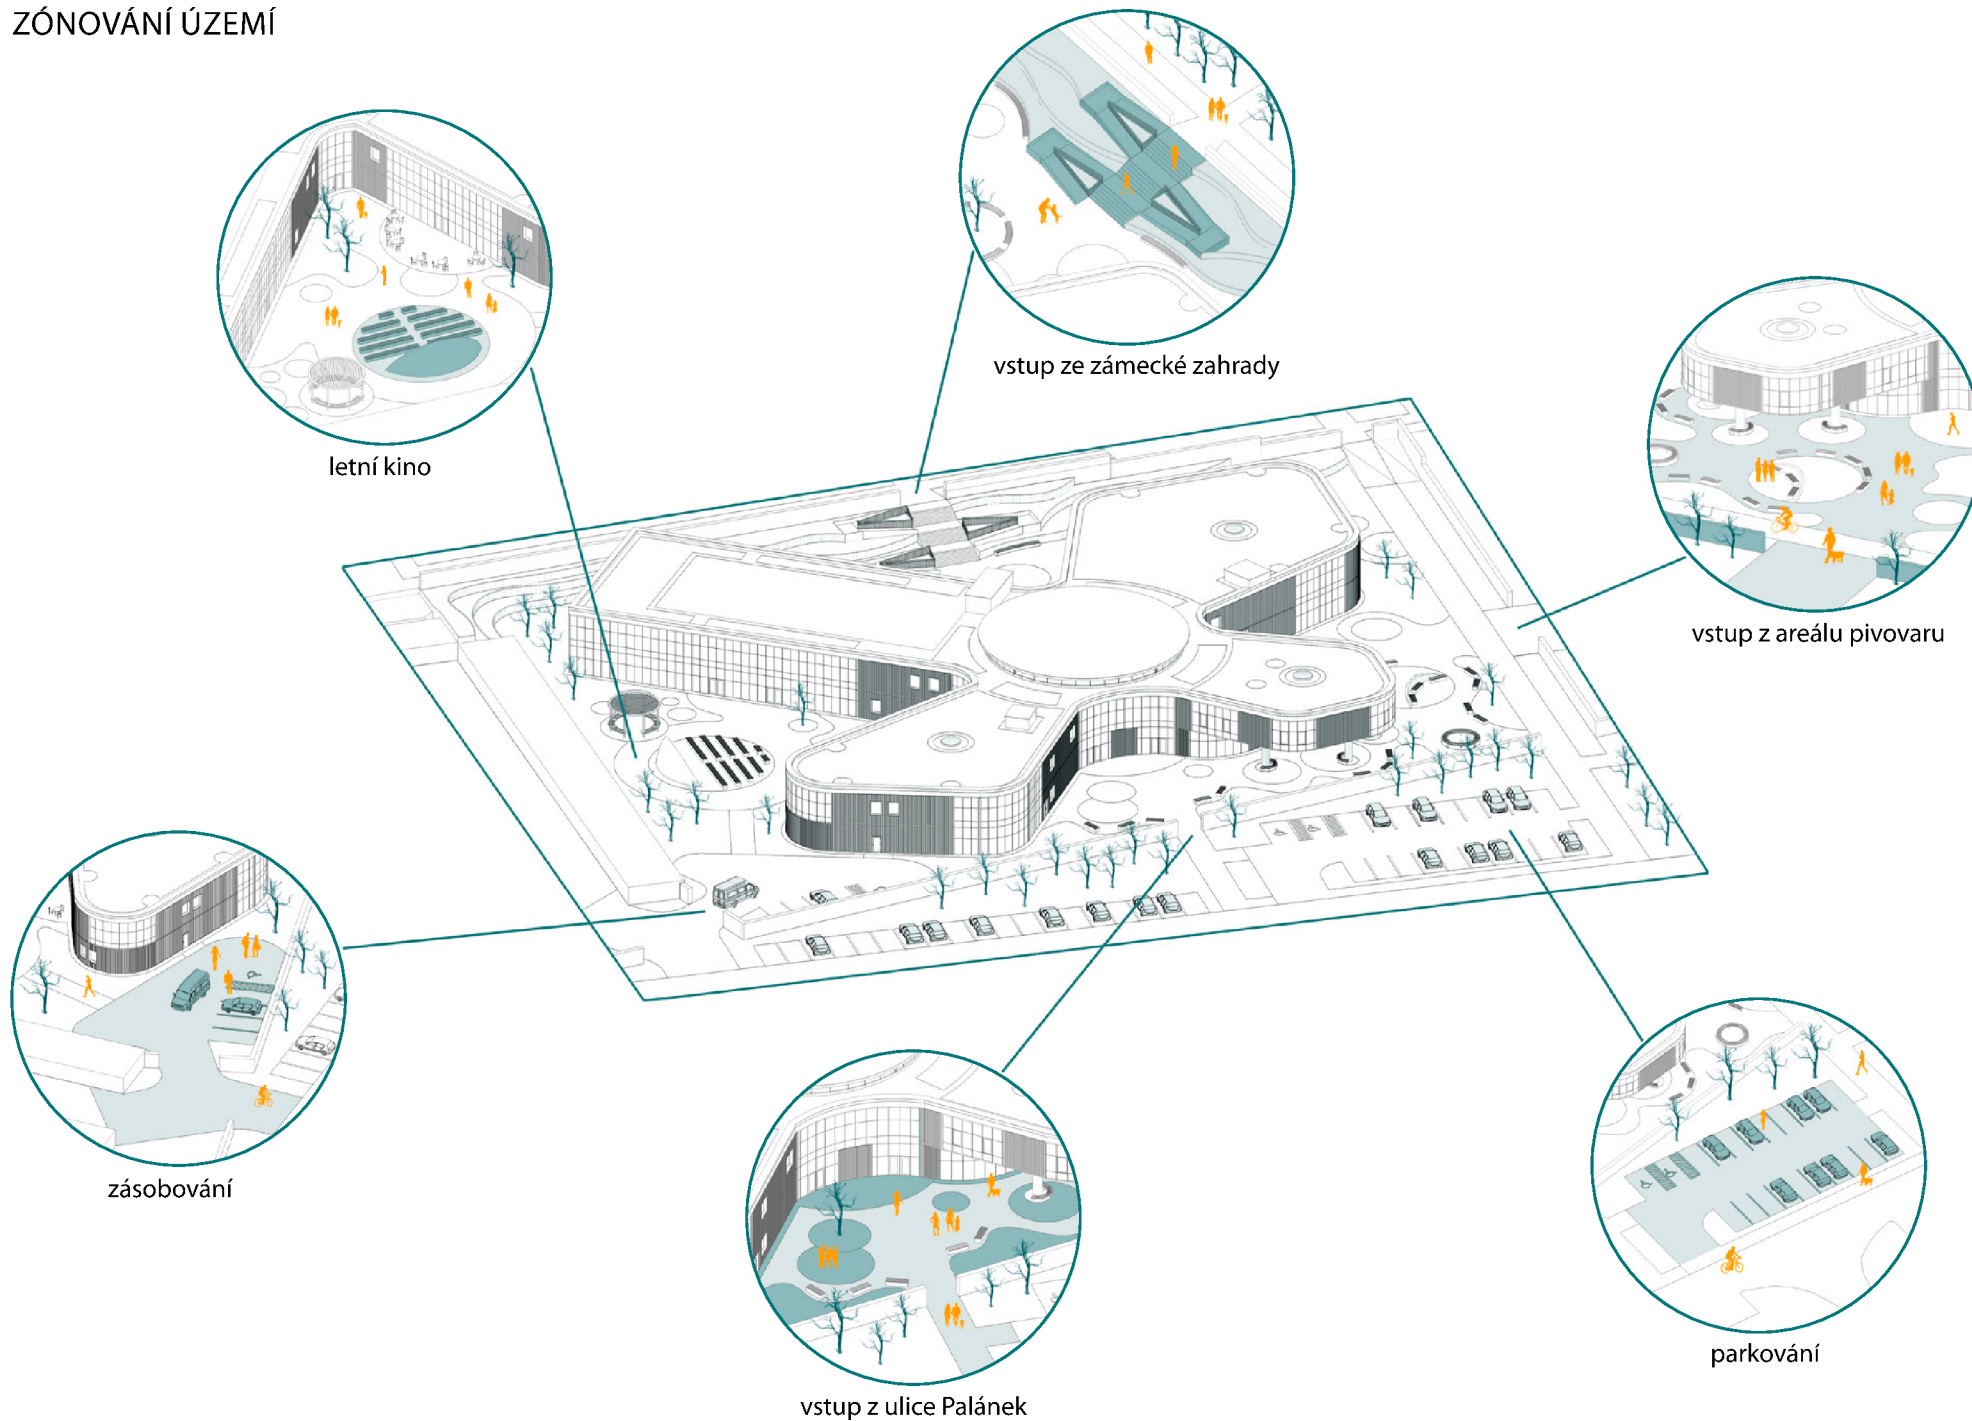 ZÓNOVÁNÍ ÚZEMÍ
vstup ze zámecké zahrady
letní kino
vstup z areálu pivovaru
zásobování
parkování
vstup z ulice Palánek